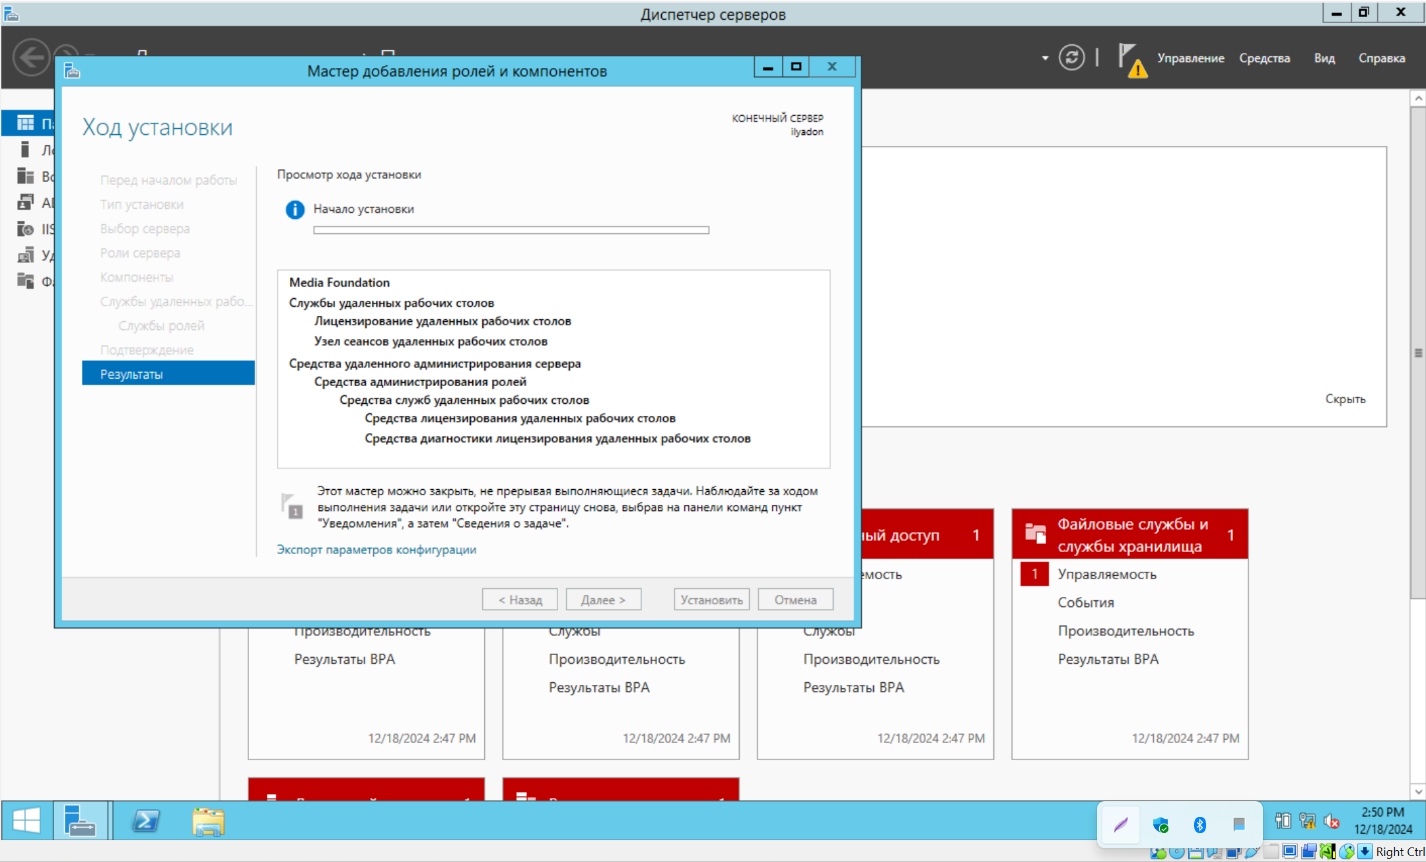 Диспетчер серверов
Управление
Средства
Вид
Справка
Мастер добавления ролей и компонентов
Ход установки
КОНЕЧНЫЙ СЕРВЕР
ilyadon
Перед началом работы
Тип установки
Выбор сервера
Роли сервера
Компоненты
Службы удаленных рабо...
Службы ролей
Подтверждение
Результаты
Просмотр хода установки
Начало установки
Media Foundation
Службы удаленных рабочих столов
Лицензирование удаленных рабочих столов
Узел сеансов удаленных рабочих столов
Средства удаленного администрирования сервера
Средства администрирования ролей
Средства служб удаленных рабочих столов
Средства лицензирования удаленных рабочих столов
Средства диагностики лицензирования удаленных рабочих столов
1
Этот мастер можно закрыть, не прерывая выполняющиеся задачи. Наблюдайте за ходом
выполнения задачи или откройте эту страницу снова, выбрав на панели команд пункт
"Уведомления", а затем "Сведения о задаче".
Экспорт параметров конфигурации
< Назад
Далее >
Установить
Отмена
IIS
Скрыть
Производительность
Результаты BPA
12/18/2024 2:47 PM
Службы
Производительность
Результаты BPA
12/18/2024 2:47 PM
доступ 1
Службы
Производительность
Результаты BPA
12/18/2024 2:47 PM
Файловые службы и
службы хранилища 1
1 Управляемость
События
Производительность
Результаты BPA
12/18/2024 2:47 PM
2:50 PM
12/18/2024
Right Ctrl